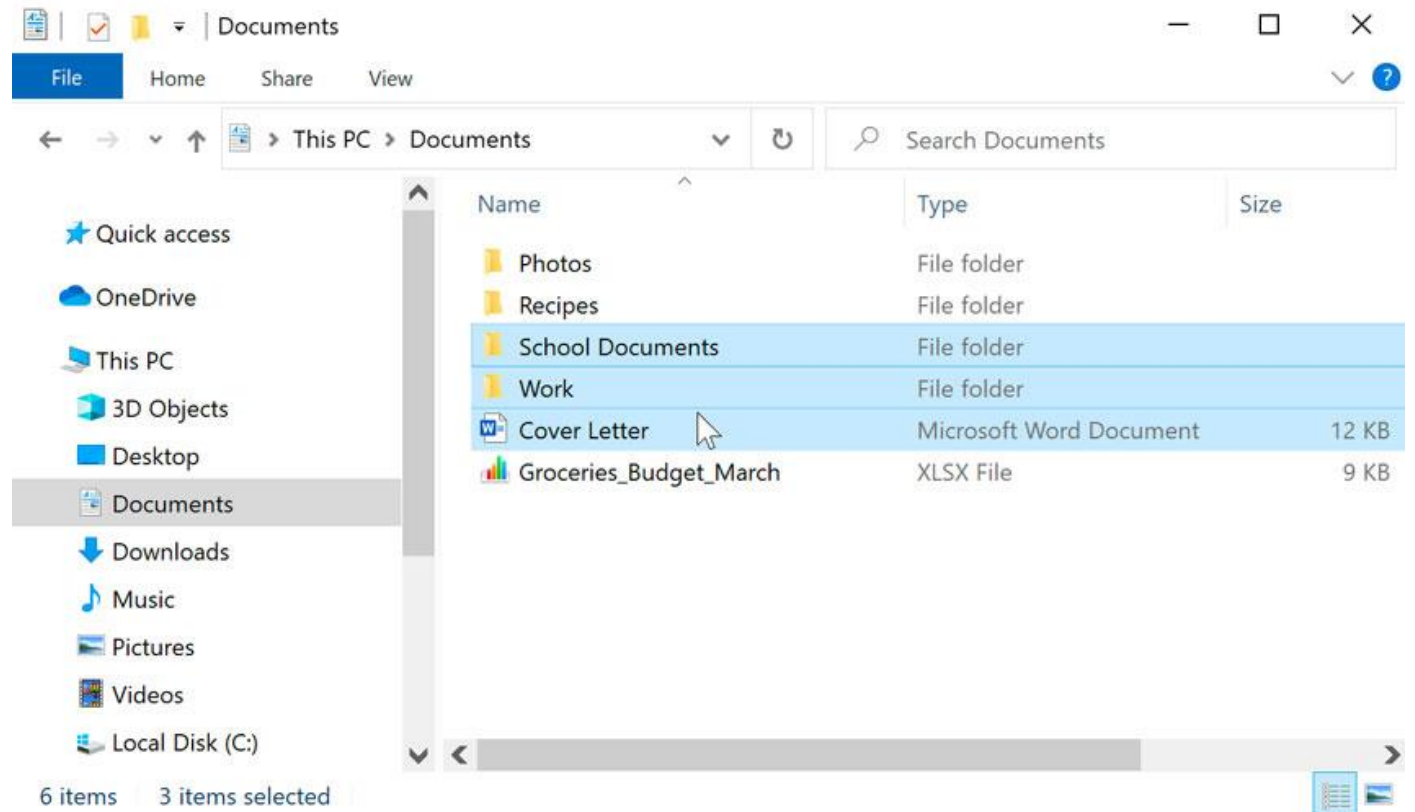 Documents
File Home Share View ?
This PC > Documents Search Documents
Quick access
OneDrive
This PC
3D Objects
Desktop
Documents
Downloads
Music
Pictures
Videos
Local Disk (C:)
Name Type Size
Photos File folder
Recipes File folder
School Documents File folder
Work File folder
Cover Letter Microsoft Word Document 12 KB
Groceries_Budget_March XLSX File 9 KB
6 items 3 items selected